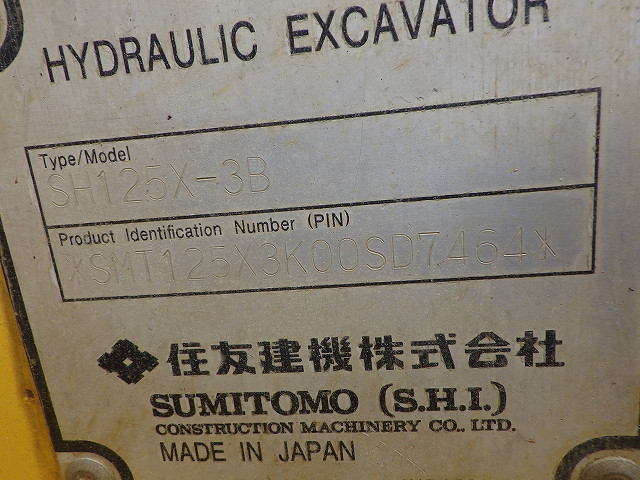 HYDRAULIC EXCAVATOR
Type/Model
SH125X-3B
Product Identification Number (PIN)
*SMT125X3K00SD7464*
住友建機株式会社
SUMITOMO (S.H.I.)
CONSTRUCTION MACHINERY CO., LTD.
MADE IN JAPAN